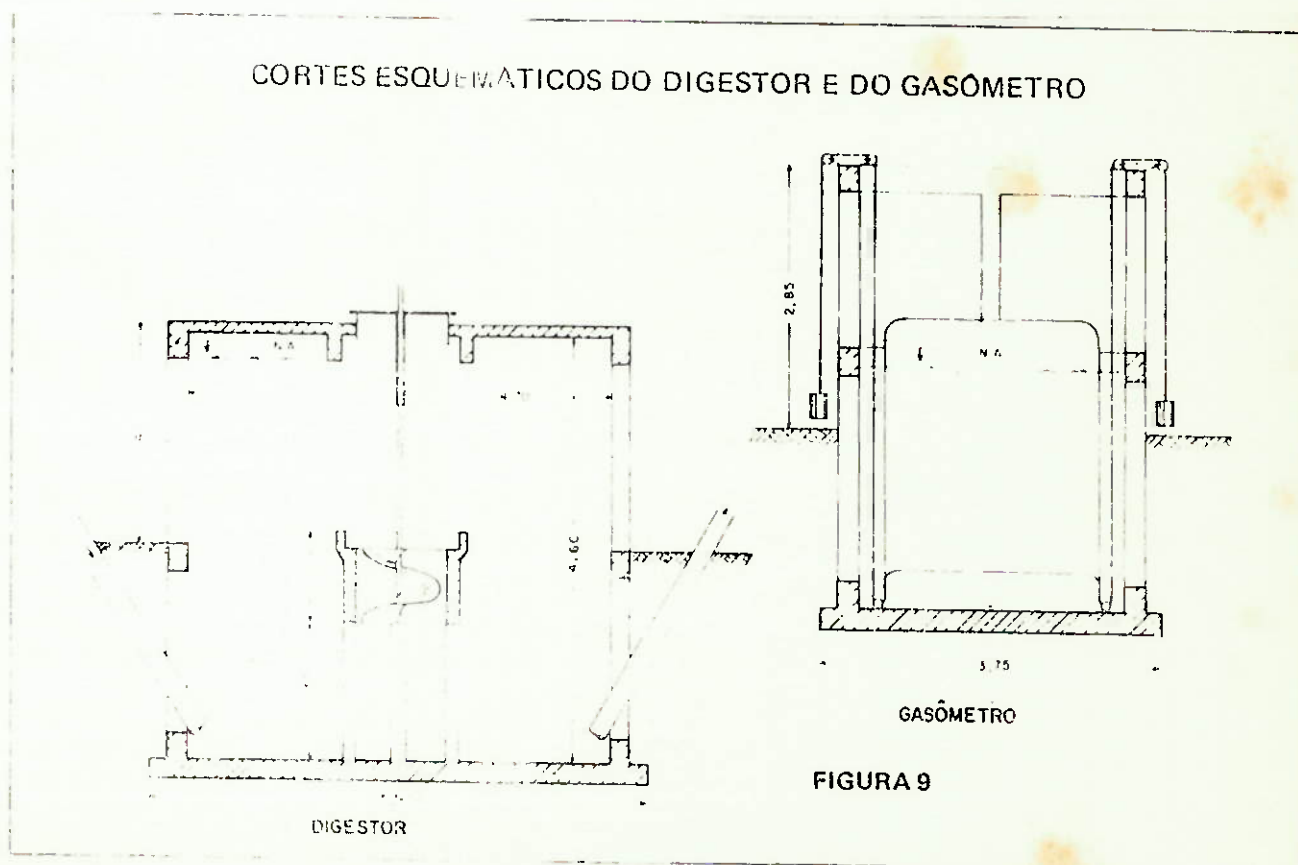 CORTES ESQUEMATICOS DO DIGESTOR E DO GASÔMETRO
2,85
N A
N A
4,60
3,75
GASÔMETRO
FIGURA 9
DIGESTOR